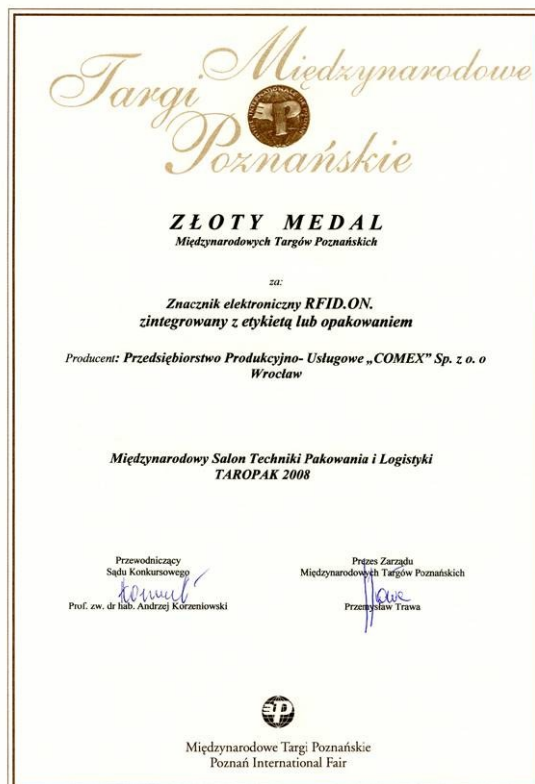 Międzynarodowe
Targi
Poznańskie
ZŁOTY MEDAL
Międzynarodowych Targów Poznańskich
za:
Znacznik elektroniczny RFID.ON.
zintegrowany z etykietą lub opakowaniem
Producent: Przedsiębiorstwo Produkcyjno- Usługowe „COMEX” Sp. z o. o
Wrocław
Międzynarodowy Salon Techniki Pakowania i Logistyki
TAROPAK 2008
Przewodniczący
Sądu Konkursowego
Prof. zw. dr hab. Andrzej Korzeniowski
Prezes Zarządu
Międzynarodowych Targów Poznańskich
Przemysław Trawa
Międzynarodowe Targi Poznańskie
Poznań International Fair